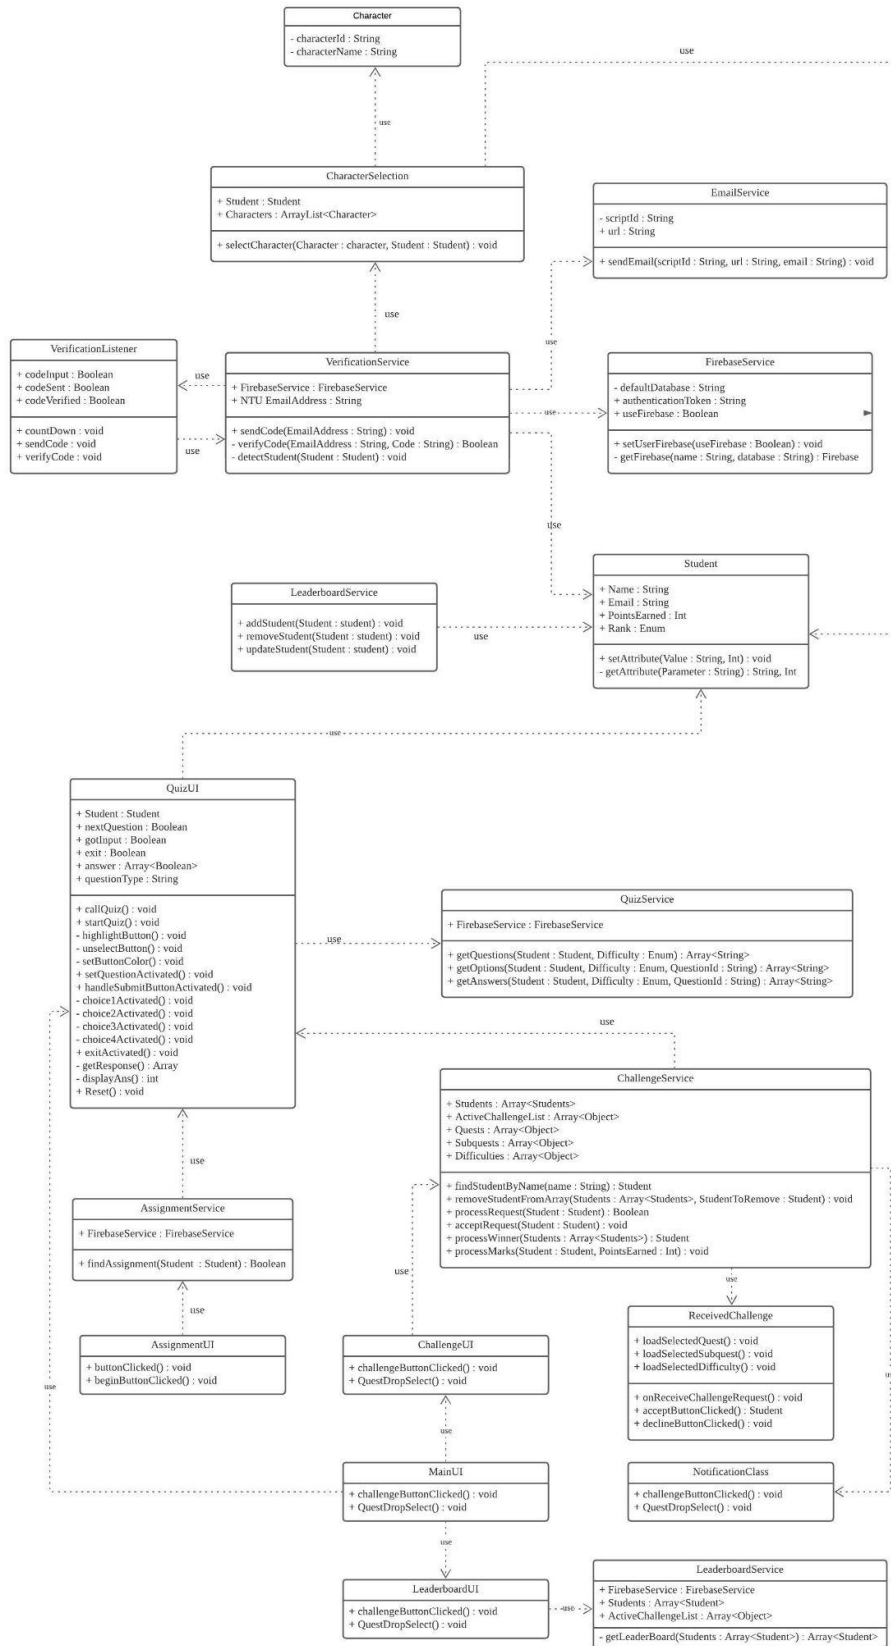 Character
- characterId : String
- characterName : String
use
use
CharacterSelection
+ Student : Student
+ Characters : ArrayList<Character>
+ selectCharacter(Character : character, Student : Student) : void
EmailService
- scriptId : String
+ url : String
+ sendEmail(scriptId : String, url : String, email : String) : void
use
use
VerificationListener
+ codeInput : Boolean
+ codeSent : Boolean
+ codeVerified : Boolean
+ countDown : void
+ sendCode : void
+ verifyCode : void
use
use
VerificationService
+ FirebaseService : FirebaseService
+ NTU EmailAddress : String
+ sendCode(EmailAddress : String) : void
- verifyCode(EmailAddress : String, Code : String) : Boolean
- detectStudent(Student : Student) : void
use
FirebaseService
- defaultDatabase : String
+ authenticationToken : String
+ useFirebase : Boolean
+ setUserFirebase(useFirebase : Boolean) : void
- getFirebase(name : String, database : String) : Firebase
use
LeaderboardService
+ addStudent(Student : student) : void
+ removeStudent(Student : student) : void
+ updateStudent(Student : student) : void
use
Student
+ Name : String
+ Email : String
+ PointsEarned : Int
+ Rank : Enum
+ setAttribute(Value : String, Int) : void
- getAttribute(Parameter : String) : String, Int
use
QuizUI
+ Student : Student
+ nextQuestion : Boolean
+ gotInput : Boolean
+ exit : Boolean
+ answer : Array<Boolean>
+ questionType : String
+ callQuiz() : void
+ startQuiz() : void
- highlightButton() : void
- unselectButton() : void
- setButtonColor() : void
+ setQuestionActivated() : void
+ handleSubmitButtonActivated() : void
- choice1Activated() : void
- choice2Activated() : void
- choice3Activated() : void
- choice4Activated() : void
+ exitActivated() : void
- getResponse() : Array
- displayAns() : int
+ Reset() : void
use
QuizService
+ FirebaseService : FirebaseService
+ getQuestions(Student : Student, Difficulty : Enum) : Array<String>
+ getOptions(Student : Student, Difficulty : Enum, QuestionId : String) : Array<String>
+ getAnswers(Student : Student, Difficulty : Enum, QuestionId : String) : Array<String>
use
ChallengeService
+ Students : Array<Students>
+ ActiveChallengeList : Array<Object>
+ Quests : Array<Object>
+ Subquests : Array<Object>
+ Difficulties : Array<Object>
+ findStudentByName(name : String) : Student
+ removeStudentFromArray(Students : Array<Students>, StudentToRemove : Student) : void
+ processRequest(Student : Student) : Boolean
+ acceptRequest(Student : Student) : void
+ processWinner(Students : Array<Students>) : Student
+ processMarks(Student : Student, PointsEarned : Int) : void
use
AssignmentService
+ FirebaseService : FirebaseService
+ findAssignment(Student : Student) : Boolean
use
use
use
AssignmentUI
+ buttonClicked() : void
+ beginButtonClicked() : void
use
ChallengeUI
+ challengeButtonClicked() : void
+ QuestDropSelect() : void
use
ReceivedChallenge
+ loadSelectedQuest() : void
+ loadSelectedSubquest() : void
+ loadSelectedDifficulty() : void
+ onReceiveChallengeRequest() : void
+ acceptButtonClicked() : Student
+ declineButtonClicked() : void
MainUI
+ challengeButtonClicked() : void
+ QuestDropSelect() : void
NotificationClass
+ challengeButtonClicked() : void
+ QuestDropSelect() : void
use
LeaderboardUI
+ challengeButtonClicked() : void
+ QuestDropSelect() : void
use
LeaderboardService
+ FirebaseService : FirebaseService
+ Students : Array<Student>
+ ActiveChallengeList : Array<Object>
- getLeaderBoard(Students : Array<Student>) : Array<Student>